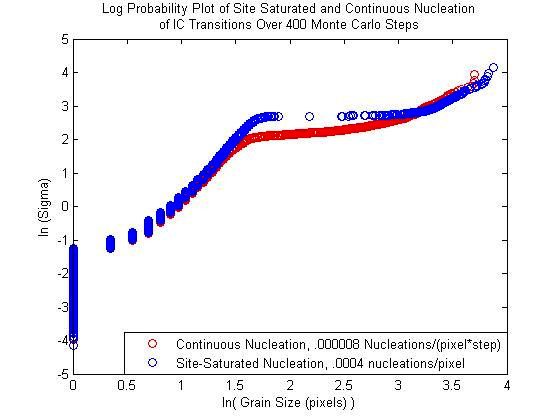 Log Probability Plot of Site Saturated and Continuous Nucleation
of IC Transitions Over 400 Monte Carlo Steps
5
4
3
2
1
0
-1
-2
-3
-4
-5
ln (Sigma)
Continuous Nucleation, .000008 Nucleations/(pixel*step)
Site-Saturated Nucleation, .0004 nucleations/pixel
0 0.5 1 1.5 2 2.5 3 3.5 4
ln( Grain Size (pixels) )